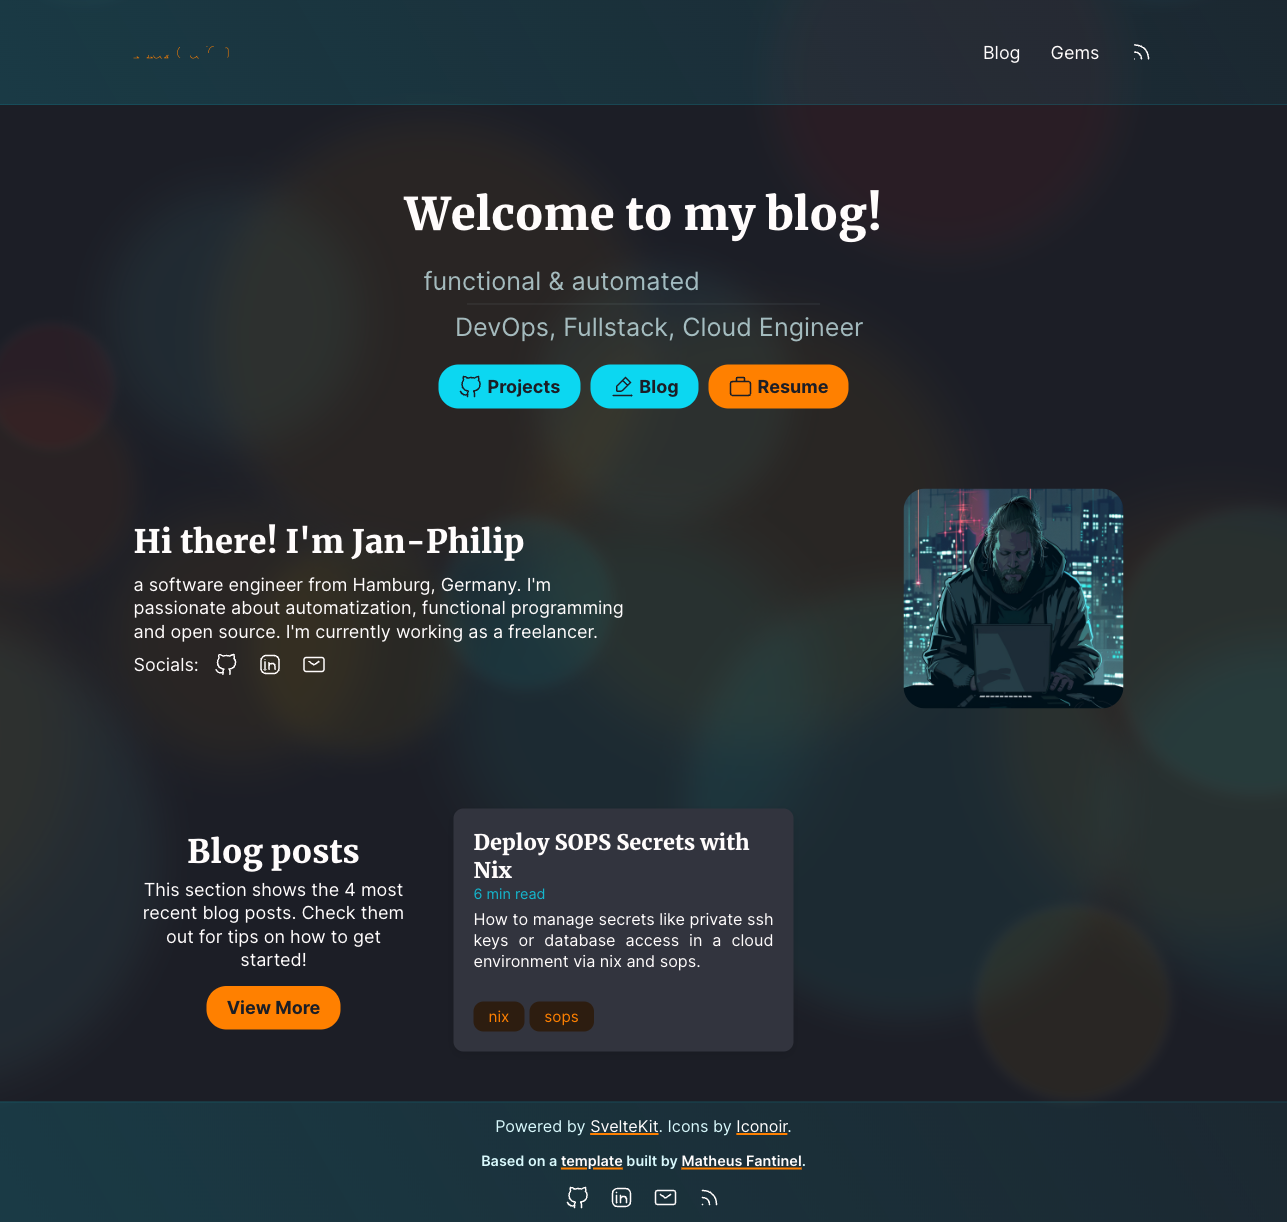 Blog
Gems
Welcome to my blog!
functional & automated
DevOps, Fullstack, Cloud Engineer
Projects
Blog
Resume
Hi there! I'm Jan-Philip
a software engineer from Hamburg, Germany. I'm
passionate about automatization, functional programming
and open source. I'm currently working as a freelancer.
Socials:
Blog posts
This section shows the 4 most
recent blog posts. Check them
out for tips on how to get
started!
View More
Deploy SOPS Secrets with
Nix
6 min read
How to manage secrets like private ssh
keys or database access in a cloud
environment via nix and sops.
nix
sops
Powered by SvelteKit. Icons by Iconoir.
Based on a template built by Matheus Fantinel.